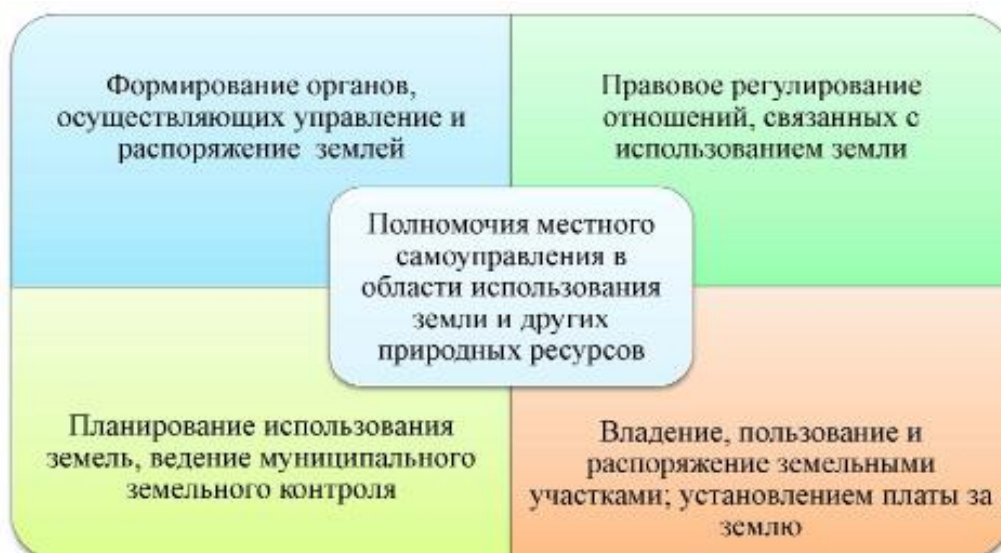 Формирование органов,
осуществляющих управление и
распоряжение землей
Правовое регулирование
отношений, связанных с
использованием земли
Полномочия местного
самоуправления в
области использования
земли и других
природных ресурсов
Планирование использования
земель, ведение муниципального
земельного контроля
Владение, пользование и
распоряжение земельными
участками; установлением платы за
землю